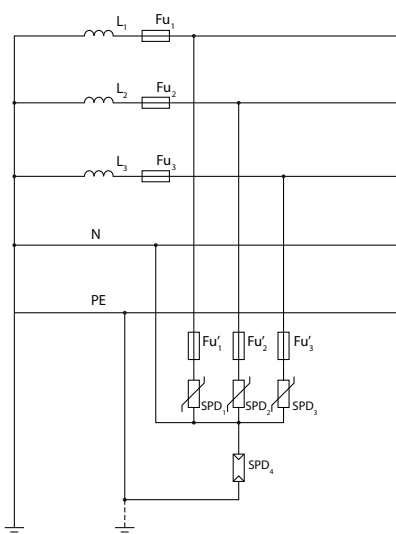 L₁ Fu₁
L₂ Fu₂
L₃ Fu₃
N
PE
Fu'₁ Fu'₂ Fu'₃
SPD₁ SPD₂ SPD₃
SPD₄